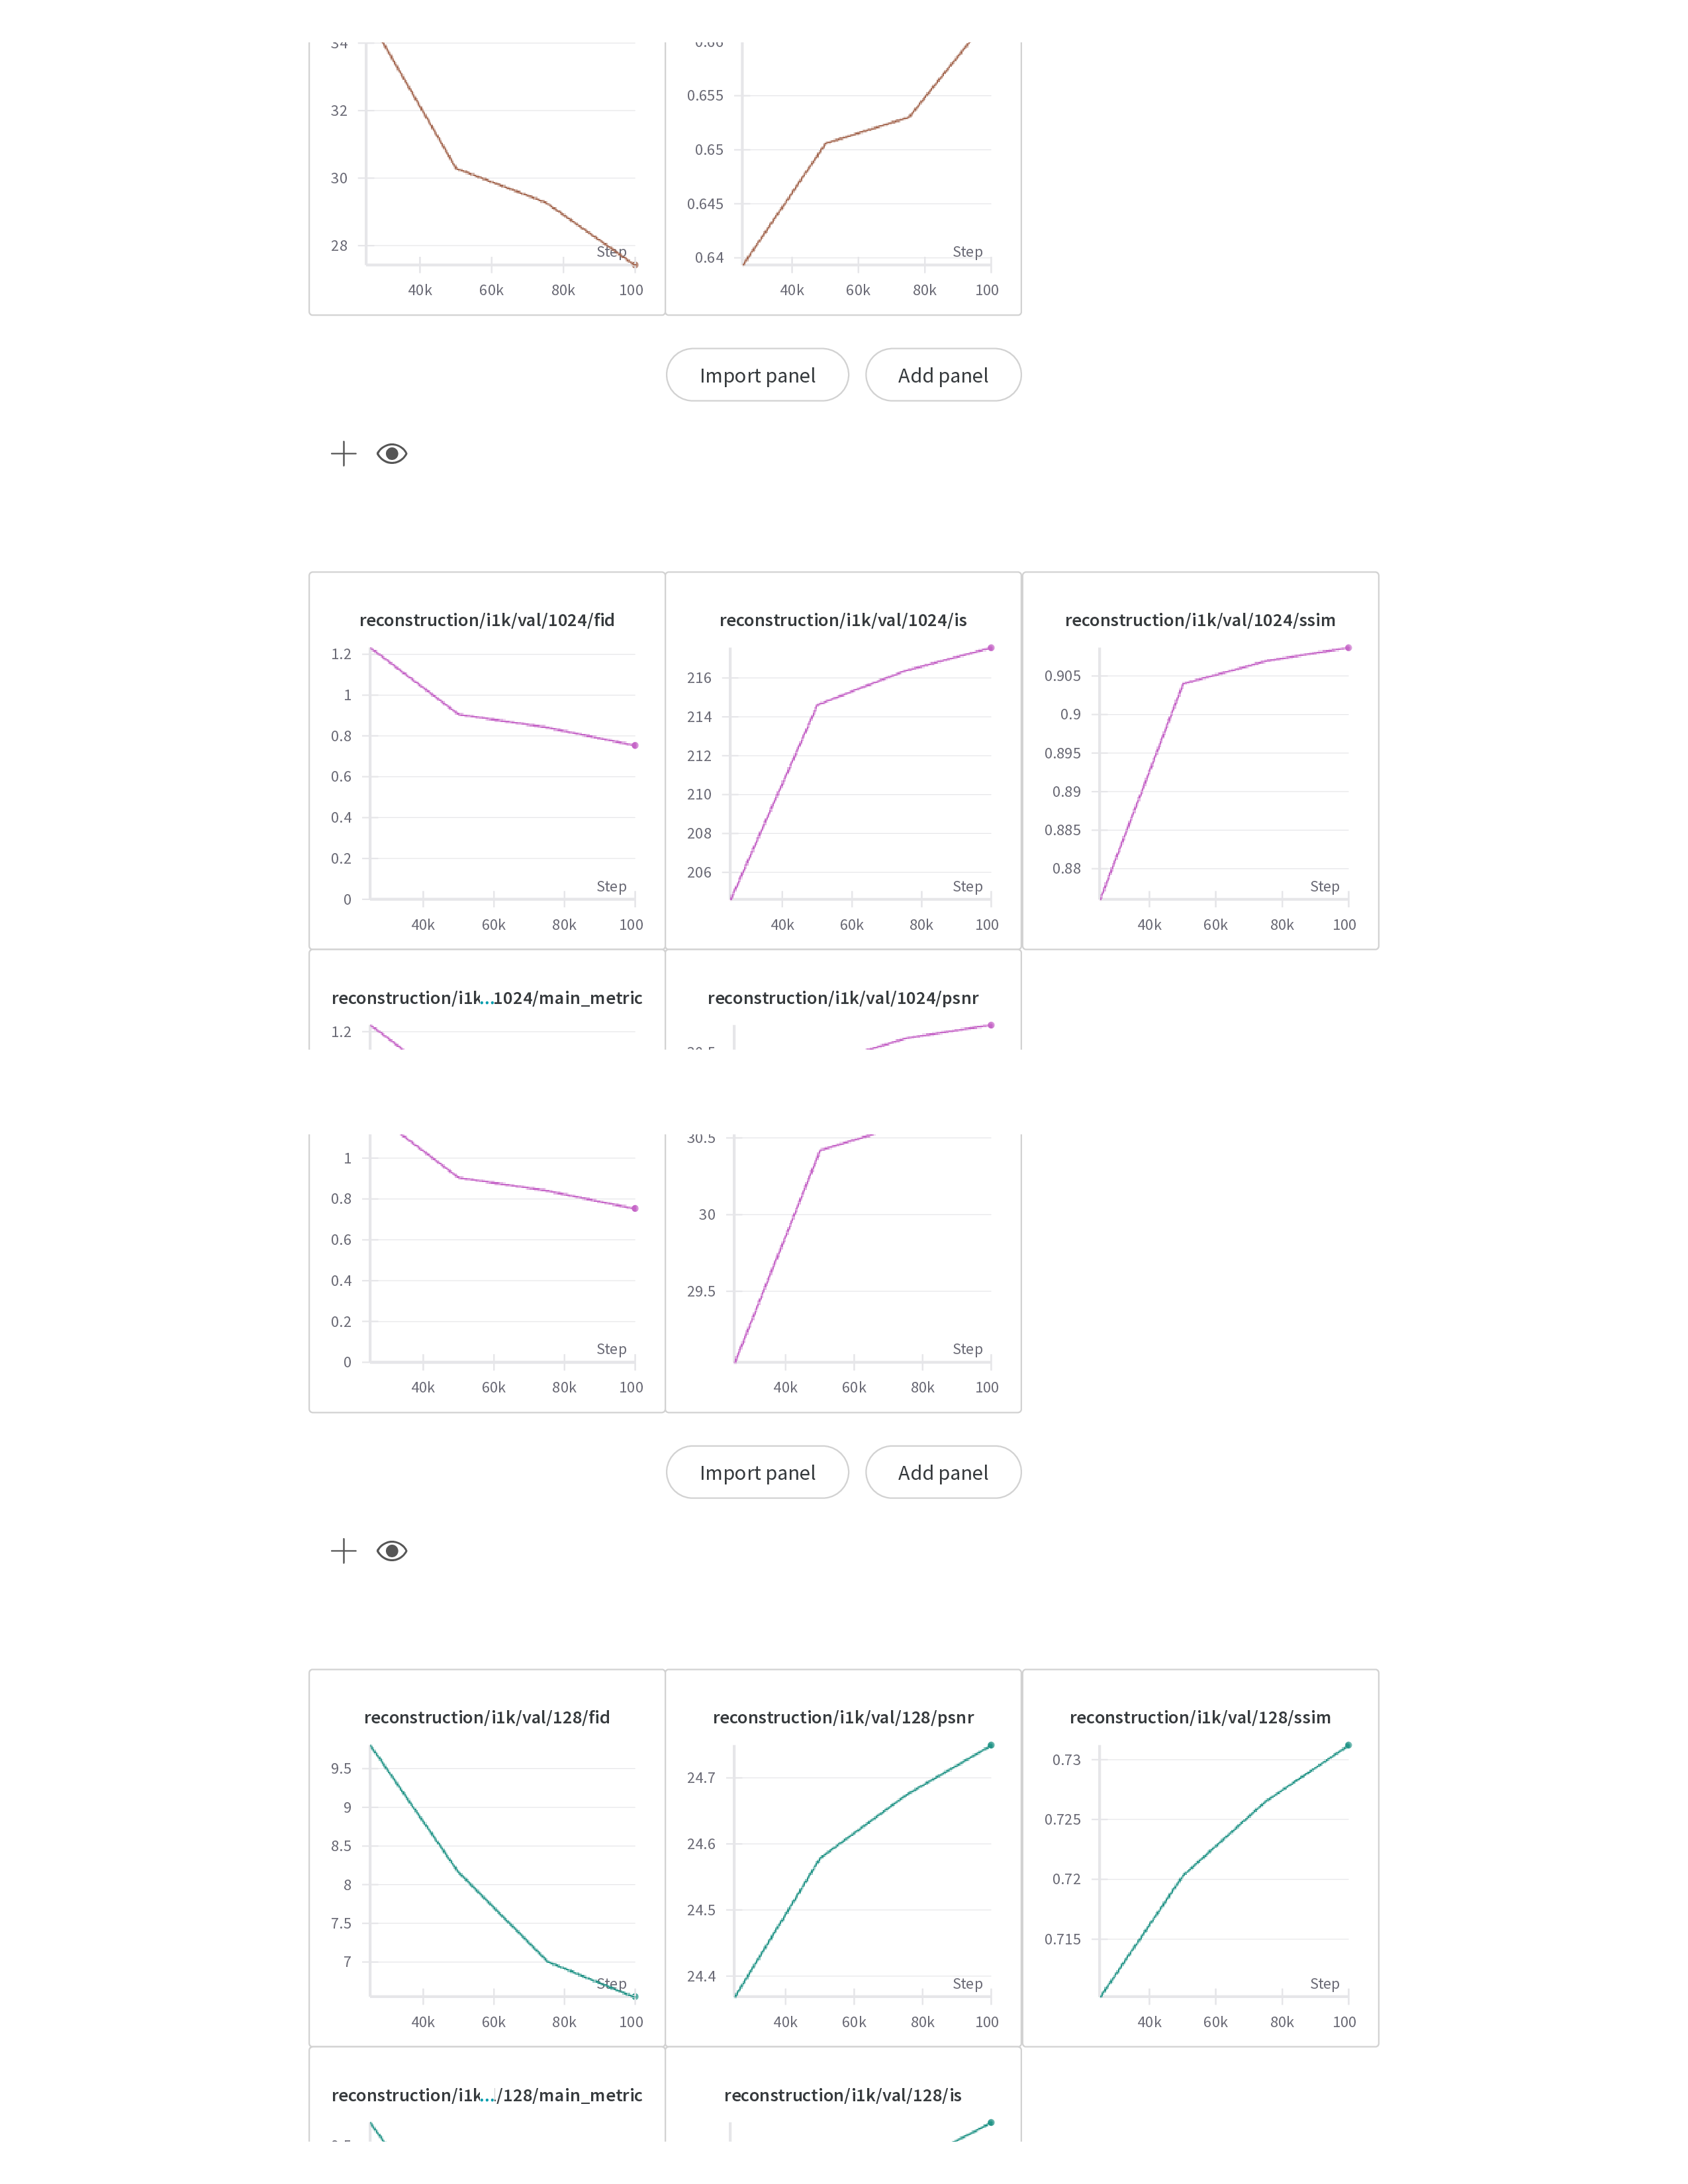 34
32
30
28
Step
40k 60k 80k 100
0.66
0.655
0.65
0.645
0.64
Step
40k 60k 80k 100
Import panel
Add panel
reconstruction/i1k/val/1024/fid
1.2
1
0.8
0.6
0.4
0.2
0
Step
40k 60k 80k 100
reconstruction/i1k/val/1024/is
216
214
212
210
208
206
Step
40k 60k 80k 100
reconstruction/i1k/val/1024/ssim
0.905
0.9
0.895
0.89
0.885
0.88
Step
40k 60k 80k 100
reconstruction/i1k...1024/main_metric
1.2
1
0.8
0.6
0.4
0.2
0
Step
40k 60k 80k 100
reconstruction/i1k/val/1024/psnr
30.5
30
29.5
Step
40k 60k 80k 100
Import panel
Add panel
reconstruction/i1k/val/128/fid
9.5
9
8.5
8
7.5
7
Step
40k 60k 80k 100
reconstruction/i1k/val/128/psnr
24.7
24.6
24.5
24.4
Step
40k 60k 80k 100
reconstruction/i1k/val/128/ssim
0.73
0.725
0.72
0.715
Step
40k 60k 80k 100
reconstruction/i1k.../128/main_metric
reconstruction/i1k/val/128/is